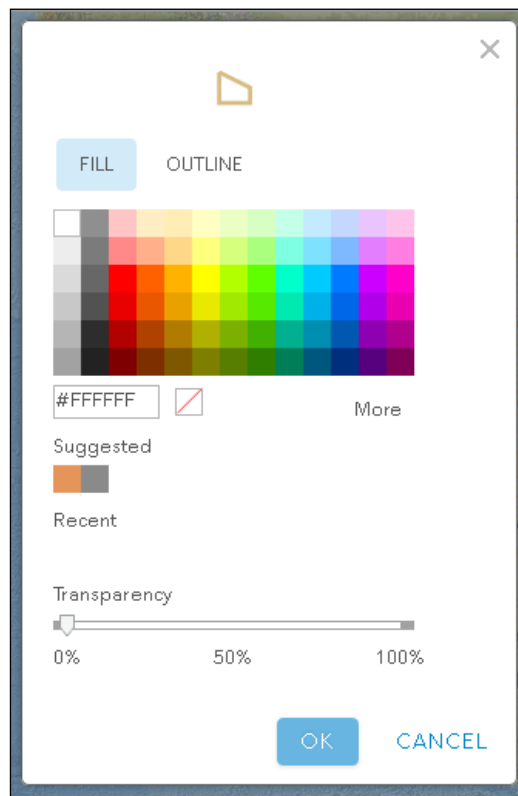 FILL OUTLINE
#FFFFFF More
Suggested
Recent
Transparency
0% 50% 100%
OK CANCEL